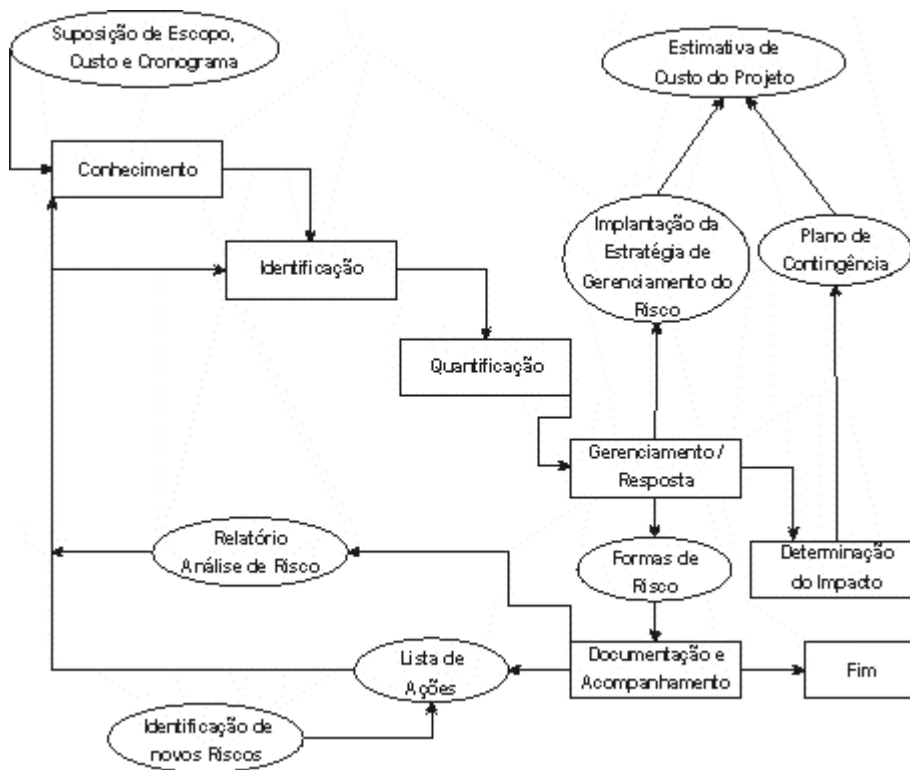 Suposição de Escopo,
Custo e Cronograma
Estimativa de
Custo do Projeto
Conhecimento
Identificação
Implantação da
Estratégia de
Gerenciamento do
Risco
Plano de
Contingência
Quantificação
Gerenciamento /
Resposta
Relatório
Análise de Risco
Formas de
Risco
Determinação
do Impacto
Lista de
Ações
Documentação e
Acompanhamento
Fim
Identificação de
novos Riscos